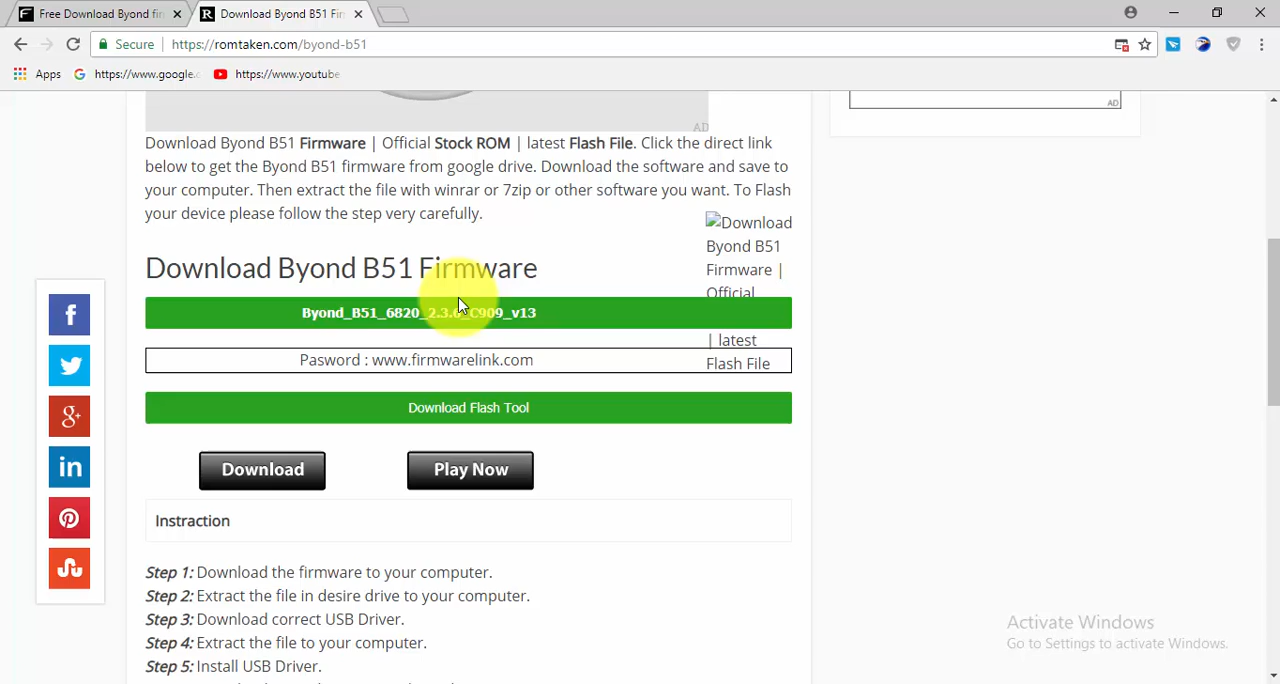 Free Download Byond fir
Download Byond B51 Fir
Secure
https://romtaken.com/byond-b51
Apps
https://www.google.c
https://www.youtube
AD
AD
Download Byond B51 Firmware | Official Stock ROM | latest Flash File. Click the direct link
below to get the Byond B51 firmware from google drive. Download the software and save to
your computer. Then extract the file with winrar or 7zip or other software you want. To Flash
your device please follow the step very carefully.
Download
Byond B51
Firmware |
Official
| latest
Flash File
Download Byond B51 Firmware
Byond_B51_6820_2.3.6_C909_v13
Pasword : www.firmwarelink.com
Download Flash Tool
Download
Play Now
Instraction
Step 1: Download the firmware to your computer.
Step 2: Extract the file in desire drive to your computer.
Step 3: Download correct USB Driver.
Step 4: Extract the file to your computer.
Step 5: Install USB Driver.
Activate Windows
Go to Settings to activate Windows.